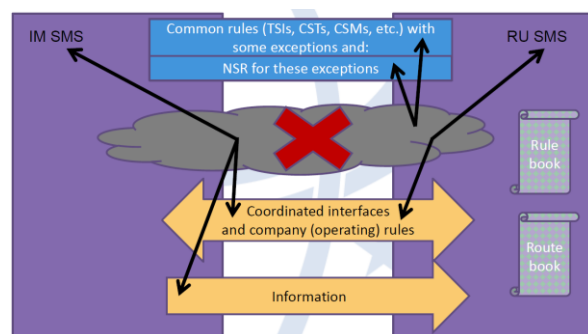 IM SMS
Common rules (TSIs, CSTs, CSMs, etc.) with
some exceptions and:
NSR for these exceptions
RU SMS
Rule
book
Coordinated interfaces
and company (operating) rules
Route
book
Information